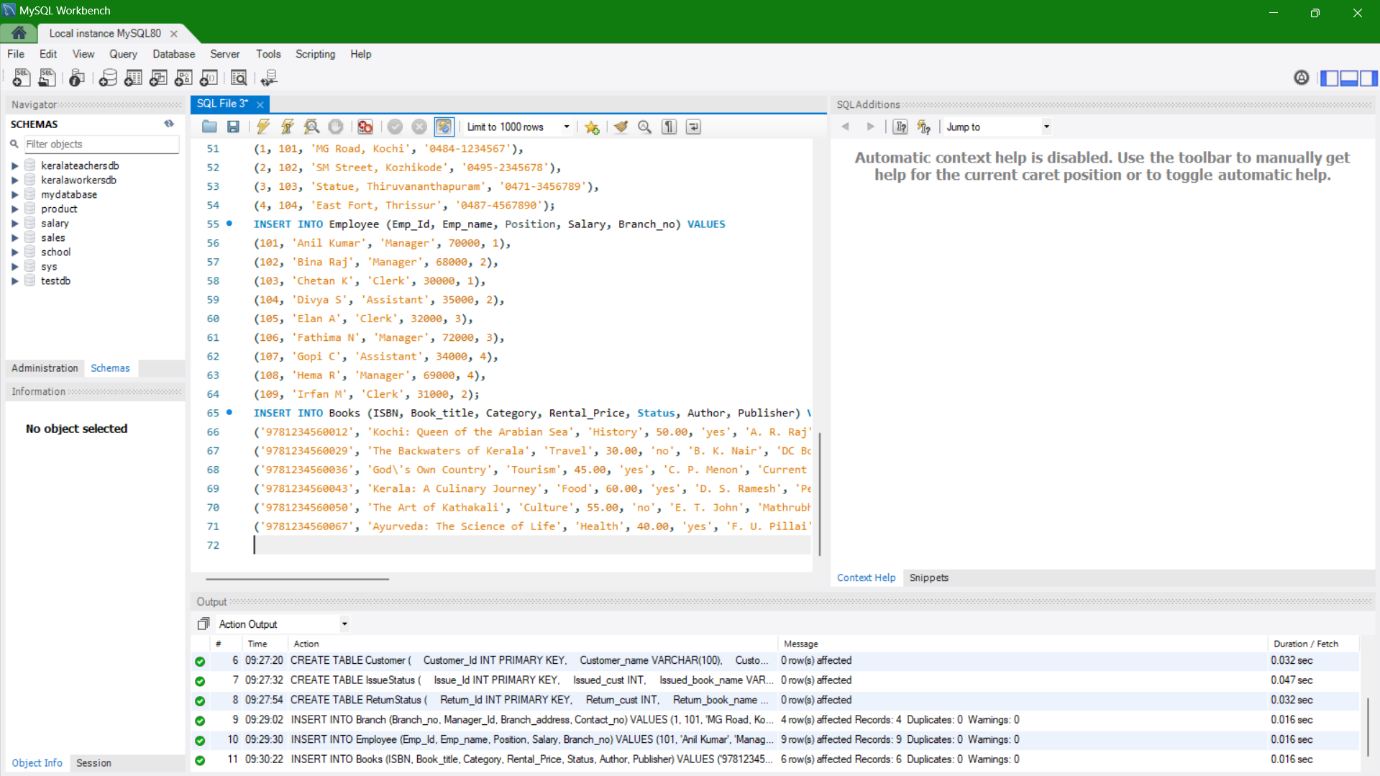 MySQL Workbench
Local instance MySQL80
File Edit View Query Database Server Tools Scripting Help
Navigator
SCHEMAS
Filter objects
keralateachersdb
keralaworkersdb
mydatabase
product
salary
sales
school
sys
testdb
Administration Schemas
Information
No object selected
Object Info Session
SQL File 3*
Limit to 1000 rows
51 (1, 101, 'MG Road, Kochi', '0484-1234567'),
52 (2, 102, 'SM Street, Kozhikode', '0495-2345678'),
53 (3, 103, 'Statue, Thiruvananthapuram', '0471-3456789'),
54 (4, 104, 'East Fort, Thrissur', '0487-4567890');
55 INSERT INTO Employee (Emp_Id, Emp_name, Position, Salary, Branch_no) VALUES
56 (101, 'Anil Kumar', 'Manager', 70000, 1),
57 (102, 'Bina Raj', 'Manager', 68000, 2),
58 (103, 'Chetan K', 'Clerk', 30000, 1),
59 (104, 'Divya S', 'Assistant', 35000, 2),
60 (105, 'Elan A', 'Clerk', 32000, 3),
61 (106, 'Fathima N', 'Manager', 72000, 3),
62 (107, 'Gopi C', 'Assistant', 34000, 4),
63 (108, 'Hema R', 'Manager', 69000, 4),
64 (109, 'Irfan M', 'Clerk', 31000, 2);
65 INSERT INTO Books (ISBN, Book_title, Category, Rental_Price, Status, Author, Publisher) V
66 ('9781234560012', 'Kochi: Queen of the Arabian Sea', 'History', 50.00, 'yes', 'A. R. Raj'
67 ('9781234560029', 'The Backwaters of Kerala', 'Travel', 30.00, 'no', 'B. K. Nair', 'DC Bo
68 ('9781234560036', 'God\'s Own Country', 'Tourism', 45.00, 'yes', 'C. P. Menon', 'Current
69 ('9781234560043', 'Kerala: A Culinary Journey', 'Food', 60.00, 'yes', 'D. S. Ramesh', 'Pe
70 ('9781234560050', 'The Art of Kathakali', 'Culture', 55.00, 'no', 'E. T. John', 'Mathrubh
71 ('9781234560067', 'Ayurveda: The Science of Life', 'Health', 40.00, 'yes', 'F. U. Pillai'
72
SQLAdditions
Jump to
Automatic context help is disabled. Use the toolbar to manually get
help for the current caret position or to toggle automatic help.
Context Help Snippets
Output
Action Output
# Time Action Message Duration / Fetch
6 09:27:20 CREATE TABLE Customer ( Customer_Id INT PRIMARY KEY, Customer_name VARCHAR(100), Custo... 0 row(s) affected 0.032 sec
7 09:27:32 CREATE TABLE IssueStatus ( Issue_Id INT PRIMARY KEY, Issued_cust INT, Issued_book_name VAR... 0 row(s) affected 0.047 sec
8 09:27:54 CREATE TABLE ReturnStatus ( Return_Id INT PRIMARY KEY, Return_cust INT, Return_book_name ... 0 row(s) affected 0.032 sec
9 09:29:02 INSERT INTO Branch (Branch_no, Manager_Id, Branch_address, Contact_no) VALUES (1, 101, 'MG Road, Ko... 4 row(s) affected Records: 4 Duplicates: 0 Warnings: 0 0.016 sec
10 09:29:30 INSERT INTO Employee (Emp_Id, Emp_name, Position, Salary, Branch_no) VALUES (101, 'Anil Kumar', 'Manag... 9 row(s) affected Records: 9 Duplicates: 0 Warnings: 0 0.016 sec
11 09:30:22 INSERT INTO Books (ISBN, Book_title, Category, Rental_Price, Status, Author, Publisher) VALUES ('97812345... 6 row(s) affected Records: 6 Duplicates: 0 Warnings: 0 0.016 sec